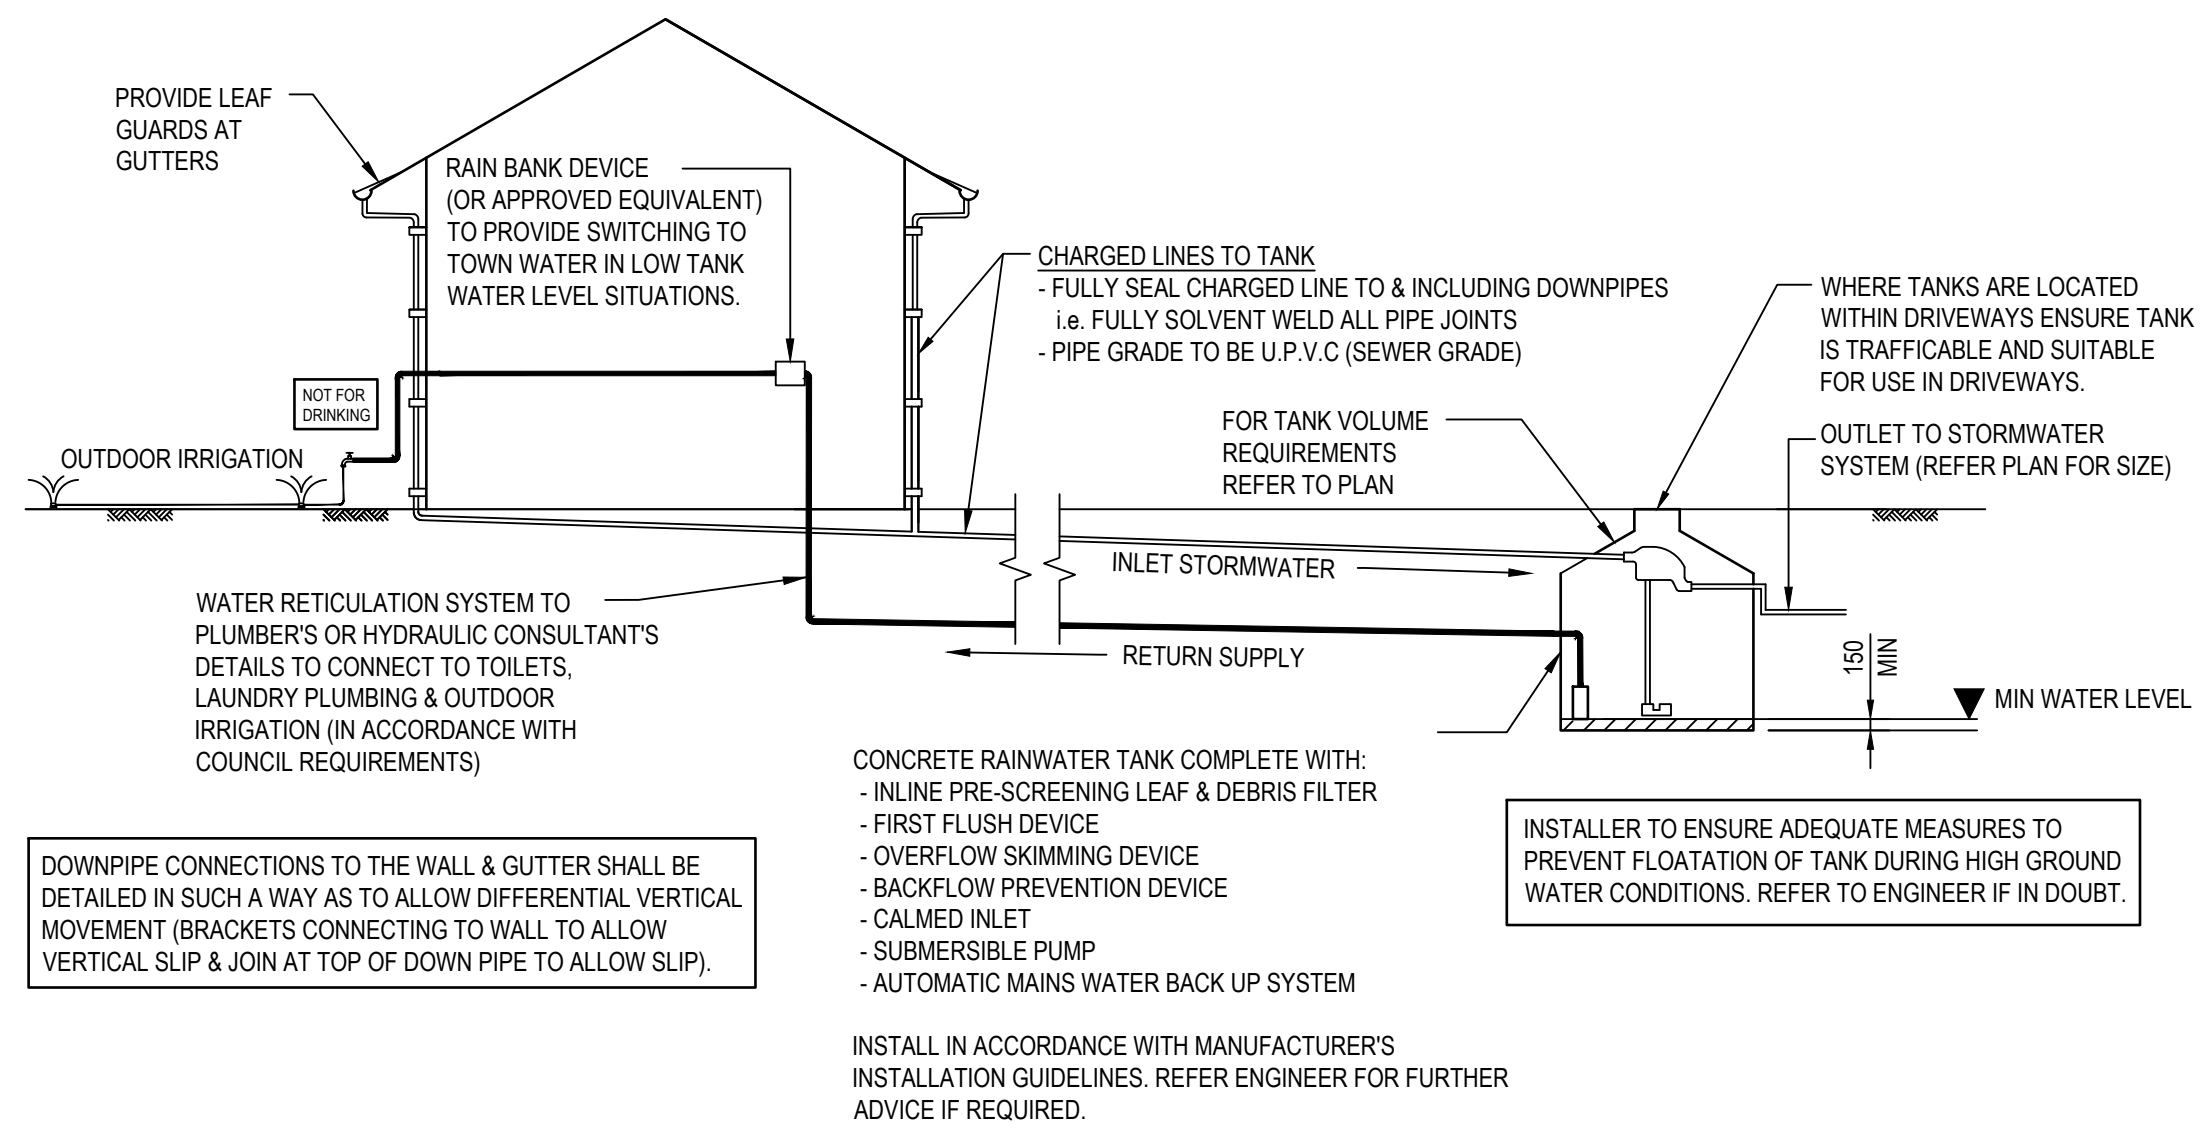 PROVIDE LEAF
GUARDS AT
GUTTERS
RAIN BANK DEVICE
(OR APPROVED EQUIVALENT)
TO PROVIDE SWITCHING TO
TOWN WATER IN LOW TANK
WATER LEVEL SITUATIONS.
CHARGED LINES TO TANK
- FULLY SEAL CHARGED LINE TO & INCLUDING DOWNPIPES
i.e. FULLY SOLVENT WELD ALL PIPE JOINTS
- PIPE GRADE TO BE U.P.V.C (SEWER GRADE)
WHERE TANKS ARE LOCATED
WITHIN DRIVEWAYS ENSURE TANK
IS TRAFFICABLE AND SUITABLE
FOR USE IN DRIVEWAYS.
NOT FOR
DRINKING
OUTDOOR IRRIGATION
FOR TANK VOLUME
REQUIREMENTS
REFER TO PLAN
OUTLET TO STORMWATER
SYSTEM (REFER PLAN FOR SIZE)
INLET STORMWATER
WATER RETICULATION SYSTEM TO
PLUMBER'S OR HYDRAULIC CONSULTANT'S
DETAILS TO CONNECT TO TOILETS,
LAUNDRY PLUMBING & OUTDOOR
IRRIGATION (IN ACCORDANCE WITH
COUNCIL REQUIREMENTS)
RETURN SUPPLY
150
MIN
MIN WATER LEVEL
CONCRETE RAINWATER TANK COMPLETE WITH:
- INLINE PRE-SCREENING LEAF & DEBRIS FILTER
- FIRST FLUSH DEVICE
- OVERFLOW SKIMMING DEVICE
- BACKFLOW PREVENTION DEVICE
- CALMED INLET
- SUBMERSIBLE PUMP
- AUTOMATIC MAINS WATER BACK UP SYSTEM
INSTALL IN ACCORDANCE WITH MANUFACTURER'S
INSTALLATION GUIDELINES. REFER ENGINEER FOR FURTHER
ADVICE IF REQUIRED.
DOWNPIPE CONNECTIONS TO THE WALL & GUTTER SHALL BE
DETAILED IN SUCH A WAY AS TO ALLOW DIFFERENTIAL VERTICAL
MOVEMENT (BRACKETS CONNECTING TO WALL TO ALLOW
VERTICAL SLIP & JOIN AT TOP OF DOWN PIPE TO ALLOW SLIP).
INSTALLER TO ENSURE ADEQUATE MEASURES TO
PREVENT FLOATATION OF TANK DURING HIGH GROUND
WATER CONDITIONS. REFER TO ENGINEER IF IN DOUBT.